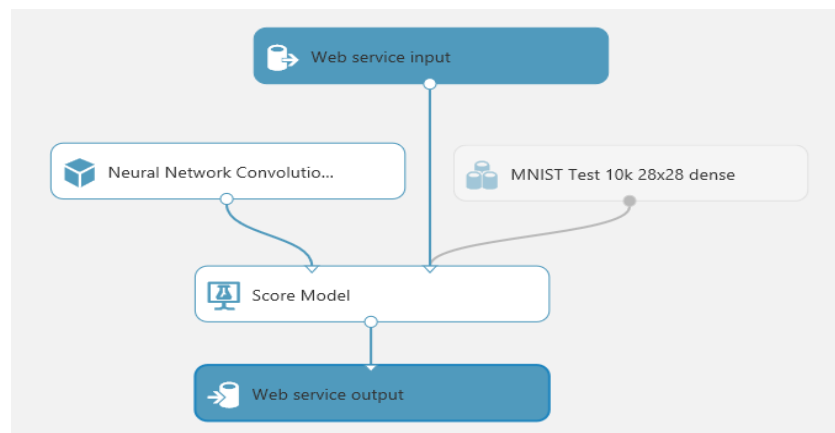 Web service input
Neural Network Convolutio...
MNIST Test 10k 28x28 dense
Score Model
Web service output